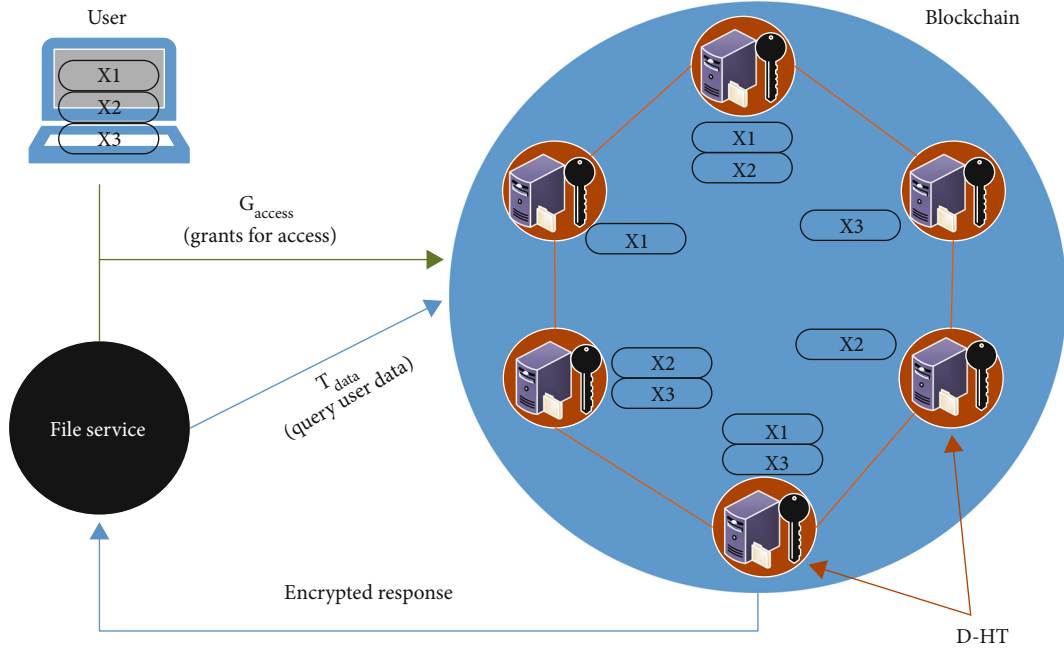 User
X1
X2
X3
Blockchain
X1
X2
X1
X3
X2
X3
X2
X1
X3
G access
(grants for access)
T data
(query user data)
File service
Encrypted response
D-HT